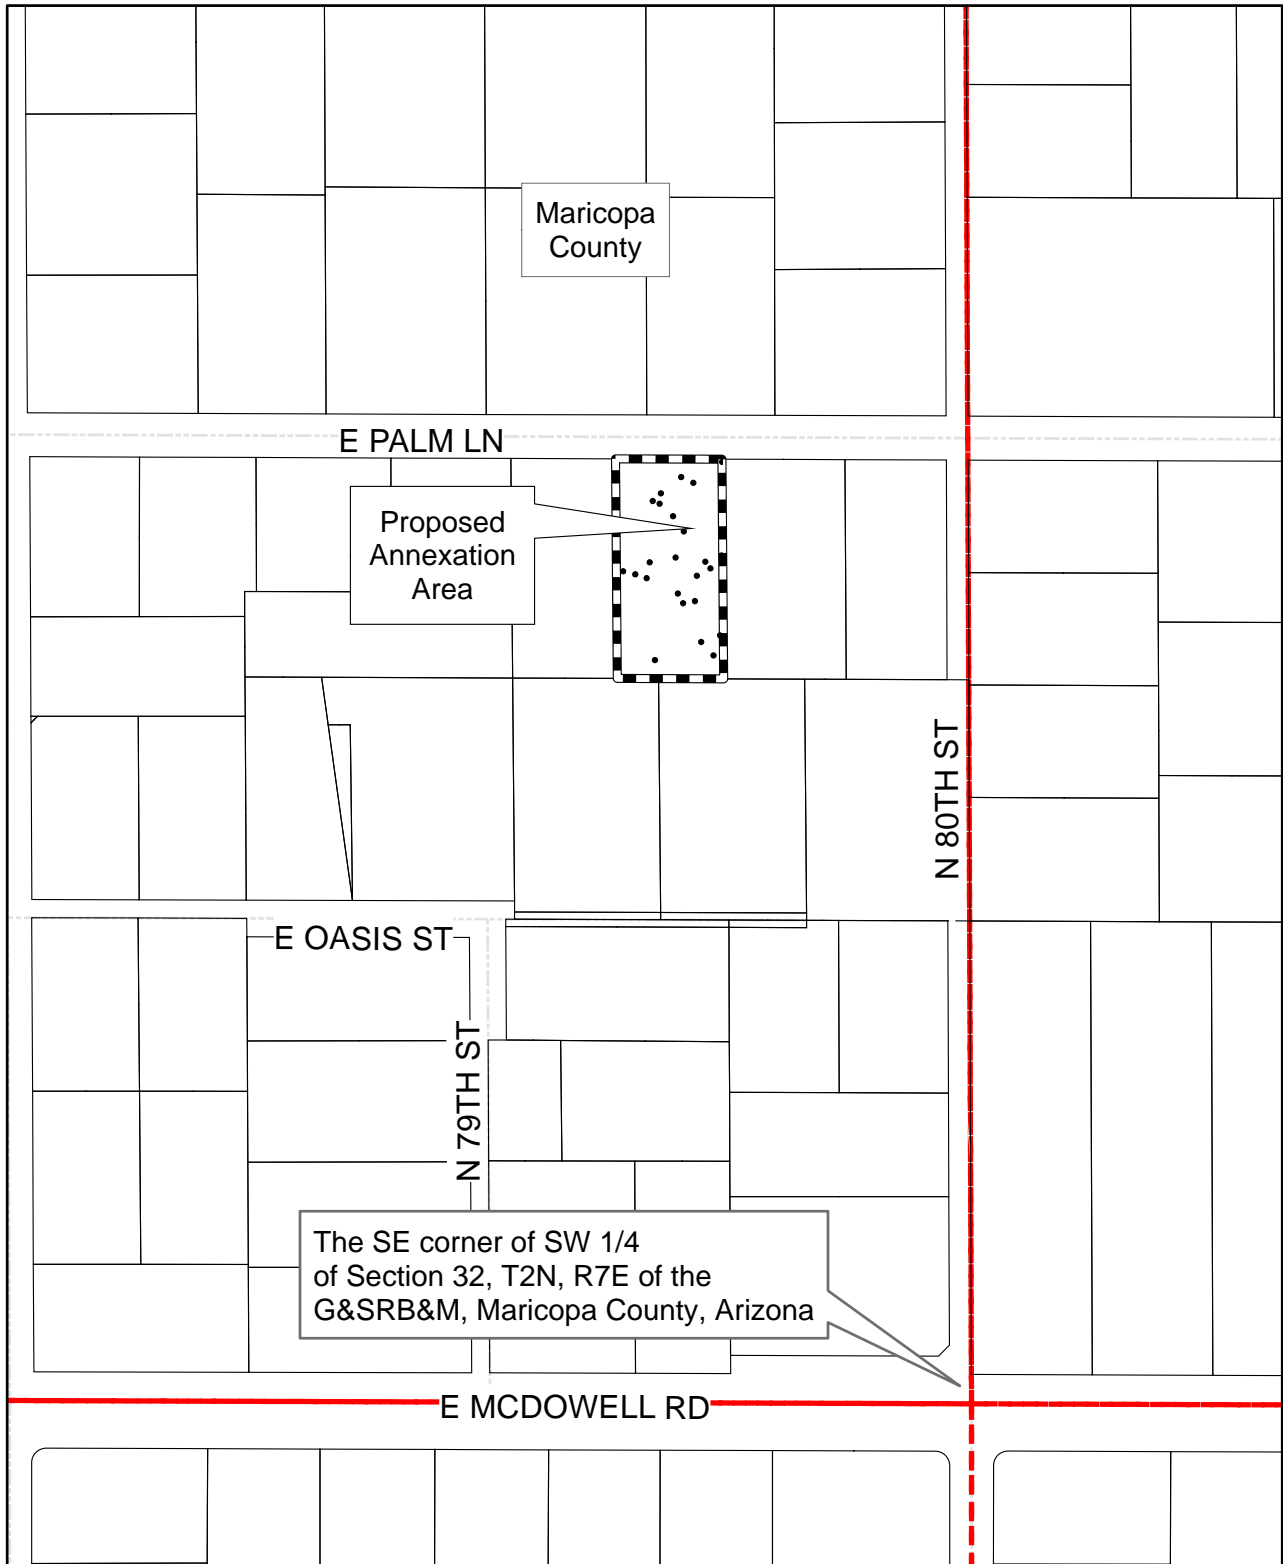 Maricopa
County
E PALM LN
Proposed
Annexation
Area
N 80TH ST
E OASIS ST
N 79TH ST
The SE corner of SW 1/4
of Section 32, T2N, R7E of the
G&SRB&M, Maricopa County, Arizona
E MCDOWELL RD